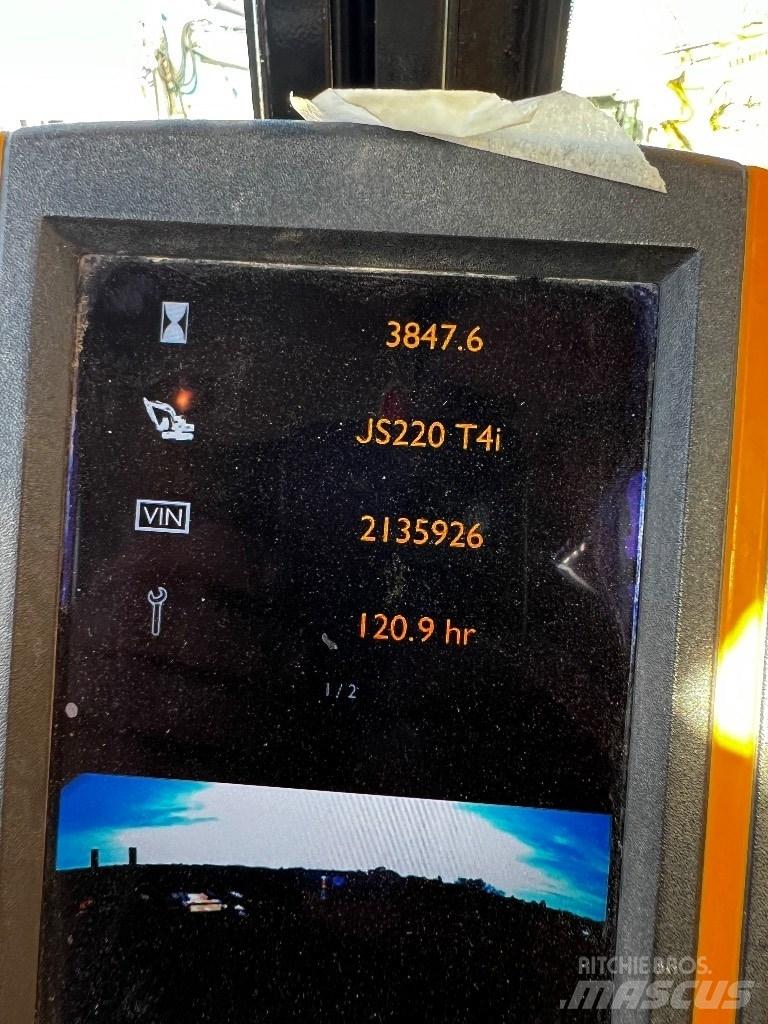 3847.6
JS220 T4i
VIN 2135926
120.9 hr
1/2
RITCHIE BROS.
MASCUS